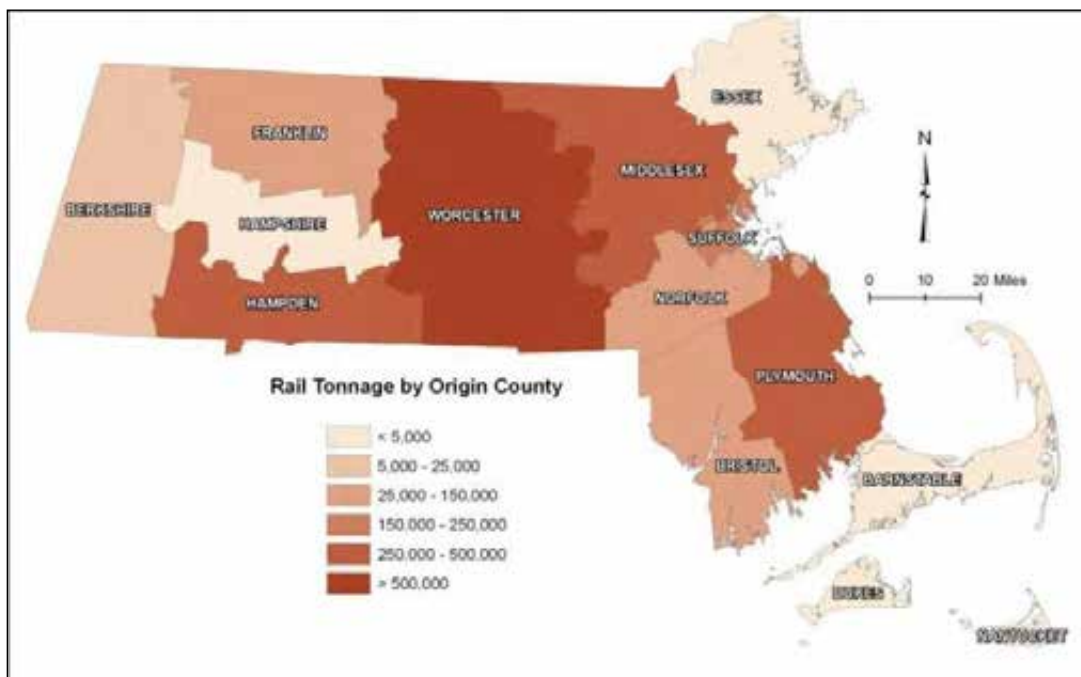 ESSEX
FRANKLIN
N
MIDDLESEX
BERKSHIRE
HAMPSHIRE
WORCESTER
SUFFOLK
0 10 20 Miles
HAMPDEN
NORFOLK
PLYMOUTH
Rail Tonnage by Origin County
< 5,000
5,000 - 25,000
25,000 - 150,000
150,000 - 250,000
250,000 - 500,000
> 500,000
BRISTOL
BARNSTABLE
DUKES
NANTUCKET